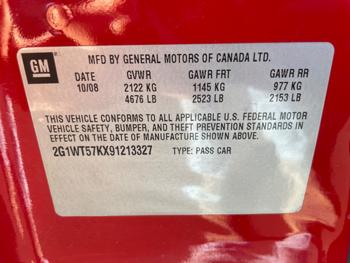 GM
MFD BY GENERAL MOTORS OF CANADA LTD.
DATE GVWR GAWR FRT GAWR RR
10/08 2122 KG 1145 KG 977 KG
4676 LB 2523 LB 2153 LB
THIS VEHICLE CONFORMS TO ALL APPLICABLE U.S. FEDERAL MOTOR
VEHICLE SAFETY, BUMPER, AND THEFT PREVENTION STANDARDS IN
EFFECT ON THE DATE OF MANUFACTURE SHOWN ABOVE.
2G1WT57KX91213327 TYPE: PASS CAR